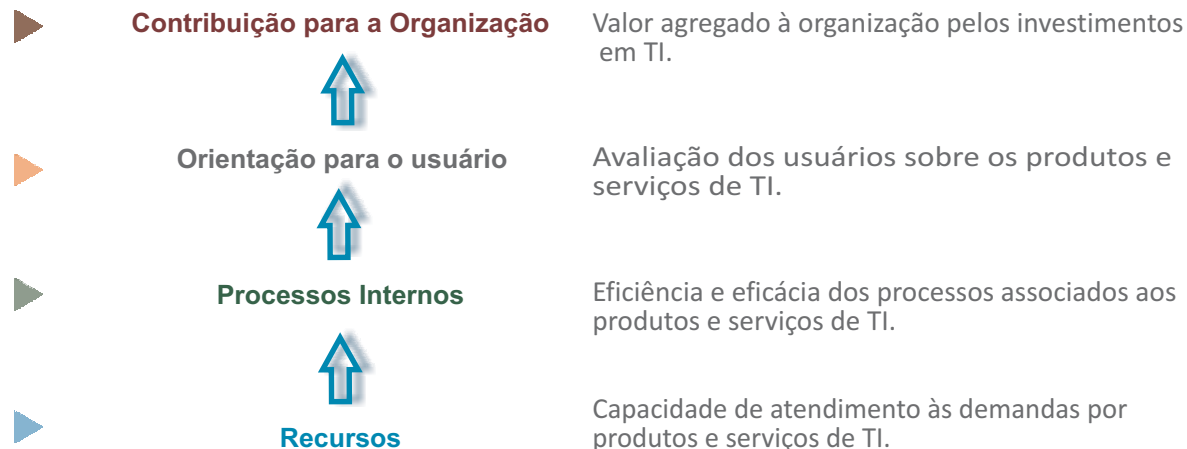 Contribuição para a Organização
Valor agregado à organização pelos investimentos
em TI.
Orientação para o usuário
Avaliação dos usuários sobre os produtos e
serviços de TI.
Processos Internos
Eficiência e eficácia dos processos associados aos
produtos e serviços de TI.
Recursos
Capacidade de atendimento às demandas por
produtos e serviços de TI.